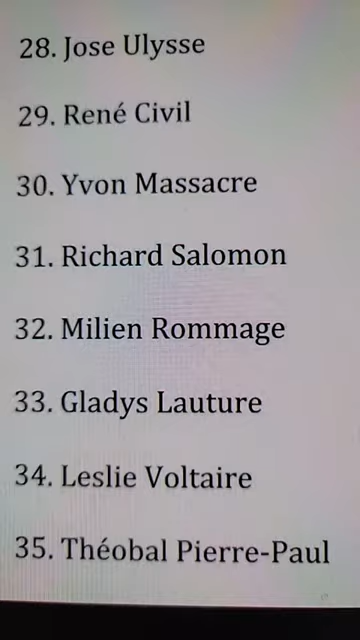 28. Jose Ulysse
29. René Civil
30. Yvon Massacre
31. Richard Salomon
32. Milien Rommage
33. Gladys Lauture
34. Leslie Voltaire
35. Théobal Pierre-Paul